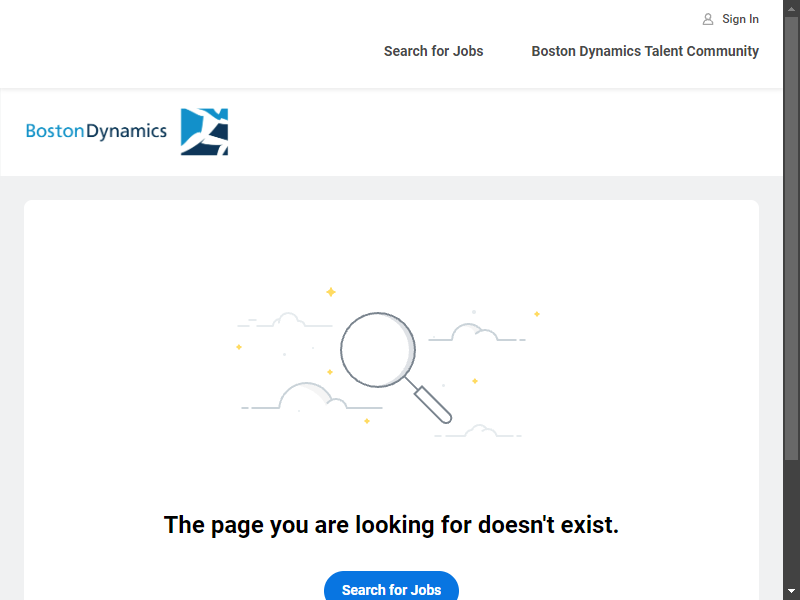 Sign In
Search for Jobs
Boston Dynamics Talent Community
BostonDynamics
The page you are looking for doesn't exist.
Search for Jobs